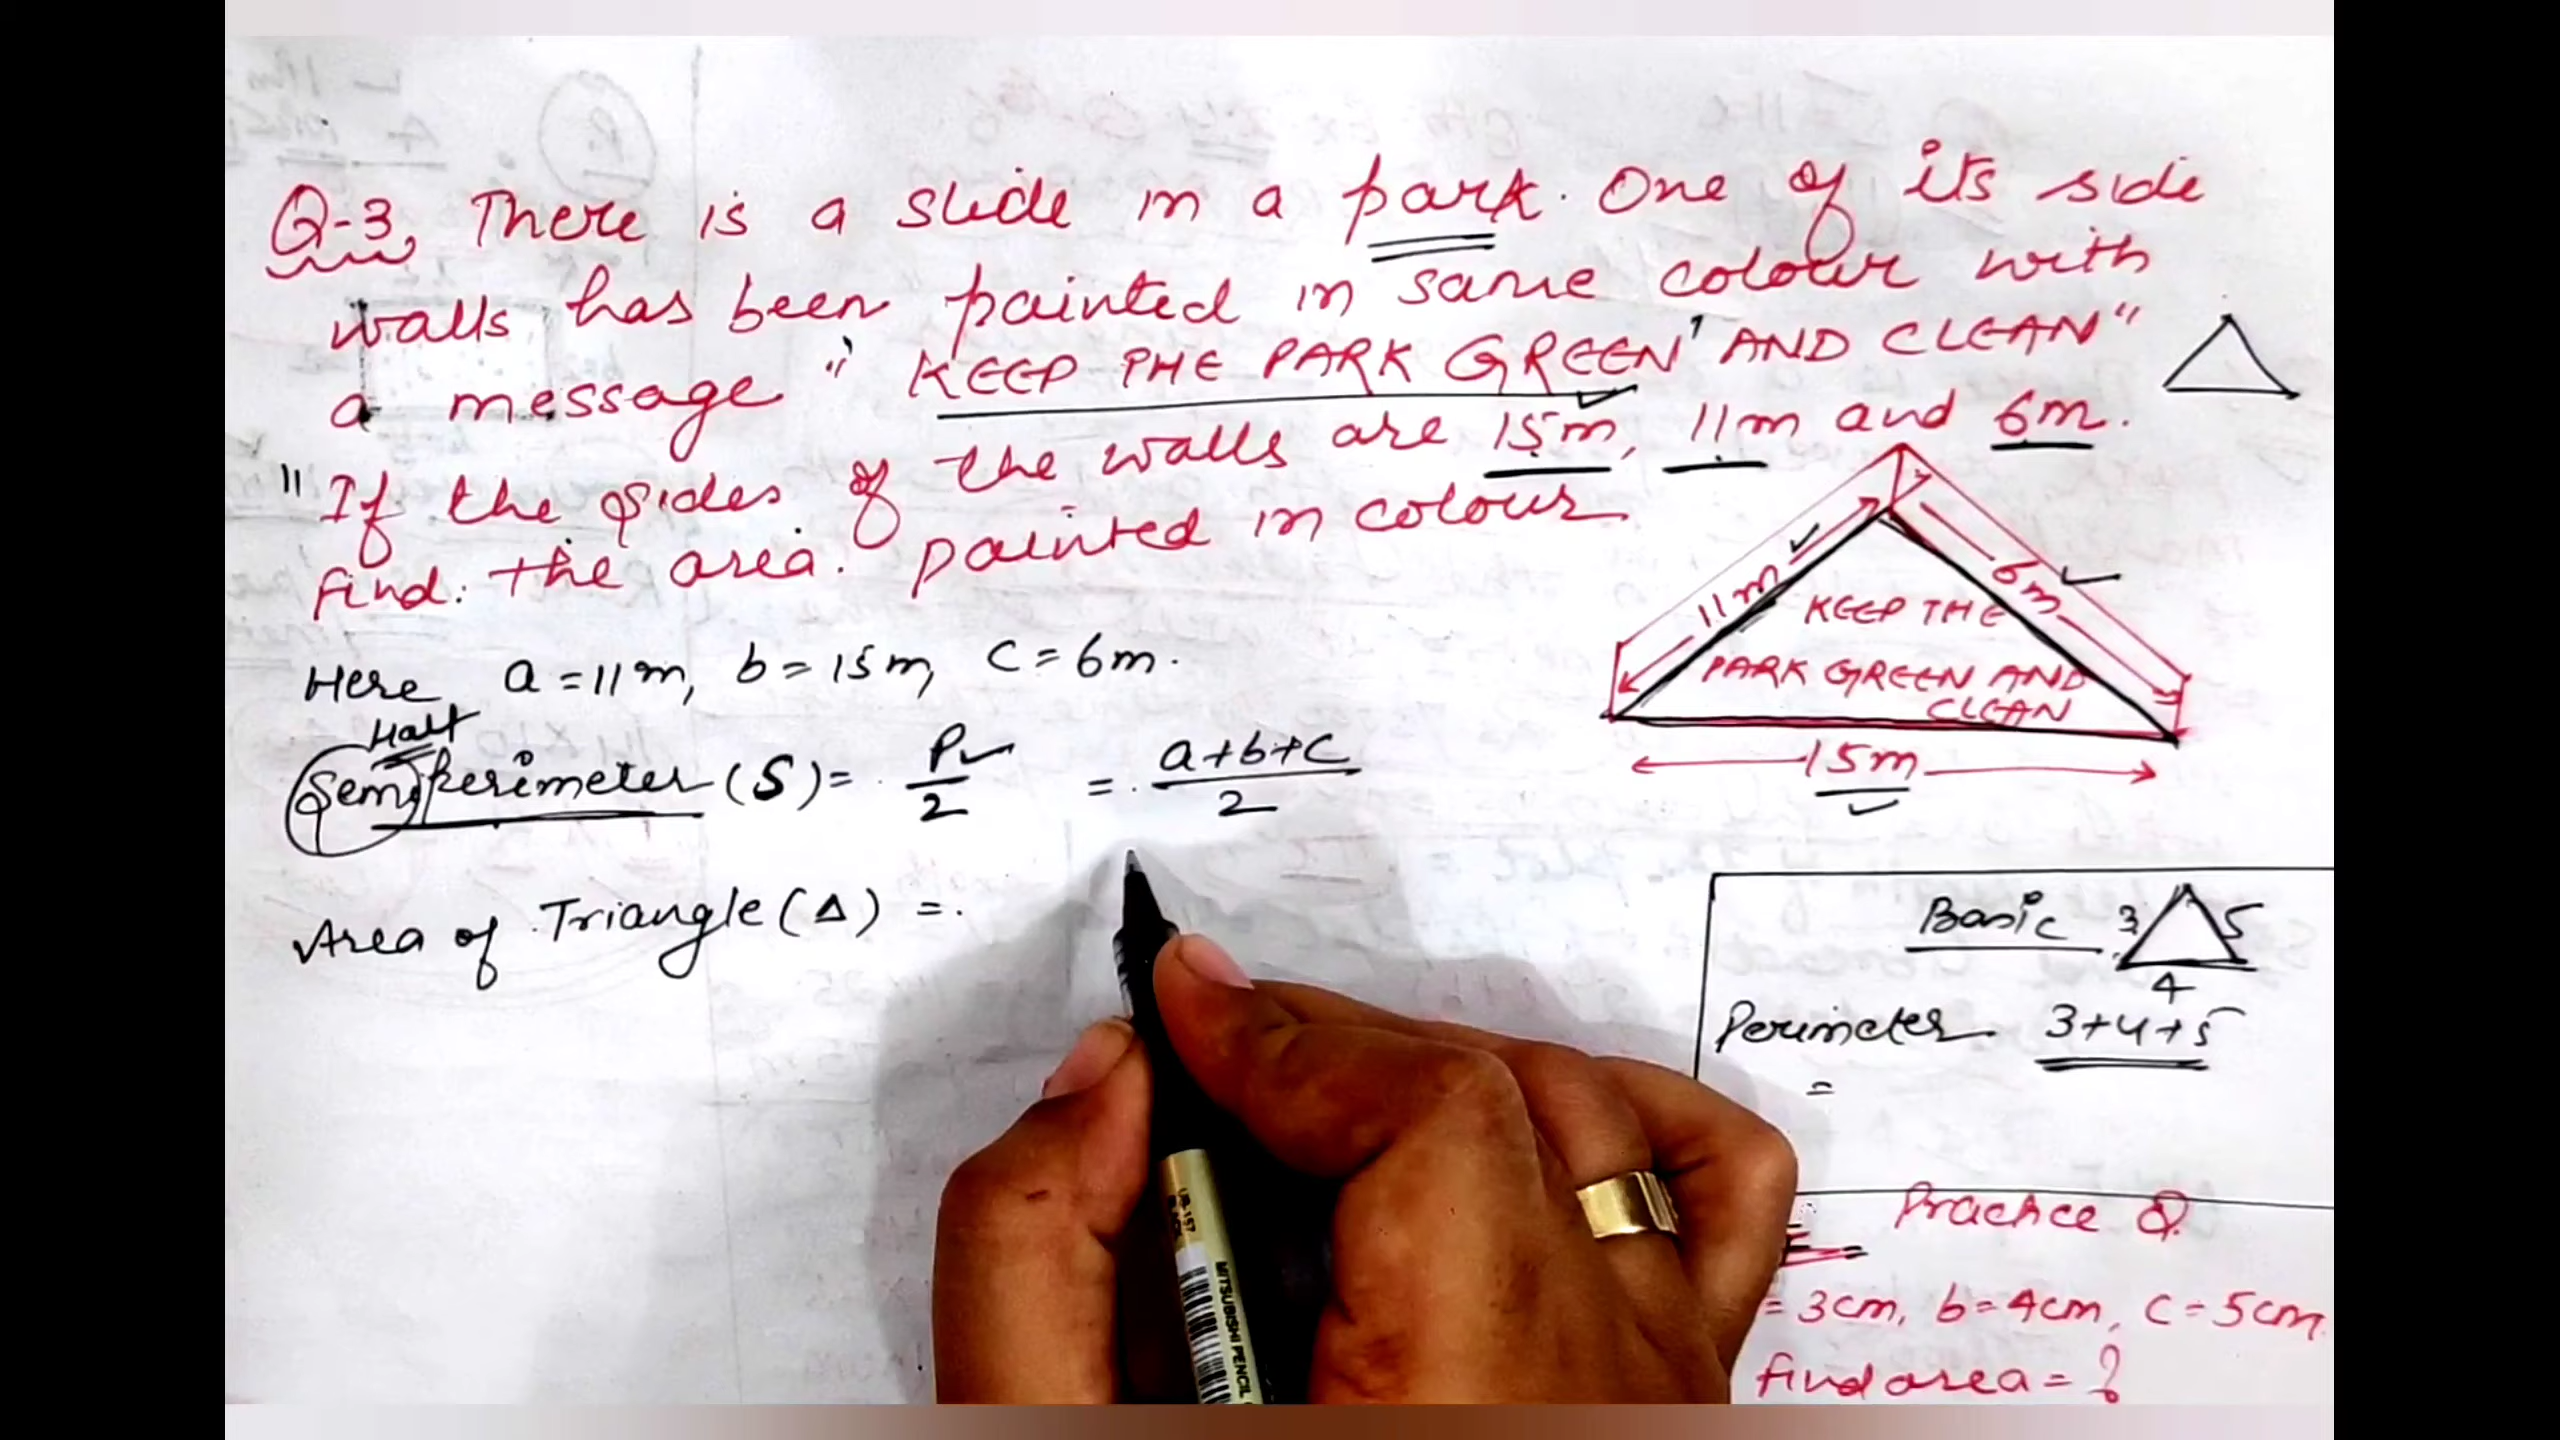 Q-3, There is a slide in a park. One of its side
walls has been painted in same colour with
a message " KEEP THE PARK GREEN' AND CLEAN"
"If the sides of the walls are 15m, 11m and 6m.
find: the area. painted in colour
11m
6m
KEEP THE
PARK GREEN AND
CLEAN
15m
Here a = 11m, b = 15m, c = 6m.
Half
Semi perimeter (S) = P/2 = a+b+c/2
Area of Triangle (Δ) =
Basic 3 5
4
Perimeter 3+4+5
=
Practice Q.
= 3cm, b = 4cm, c = 5cm.
find area = ?
UB-157
MITSUBISHI PENCIL